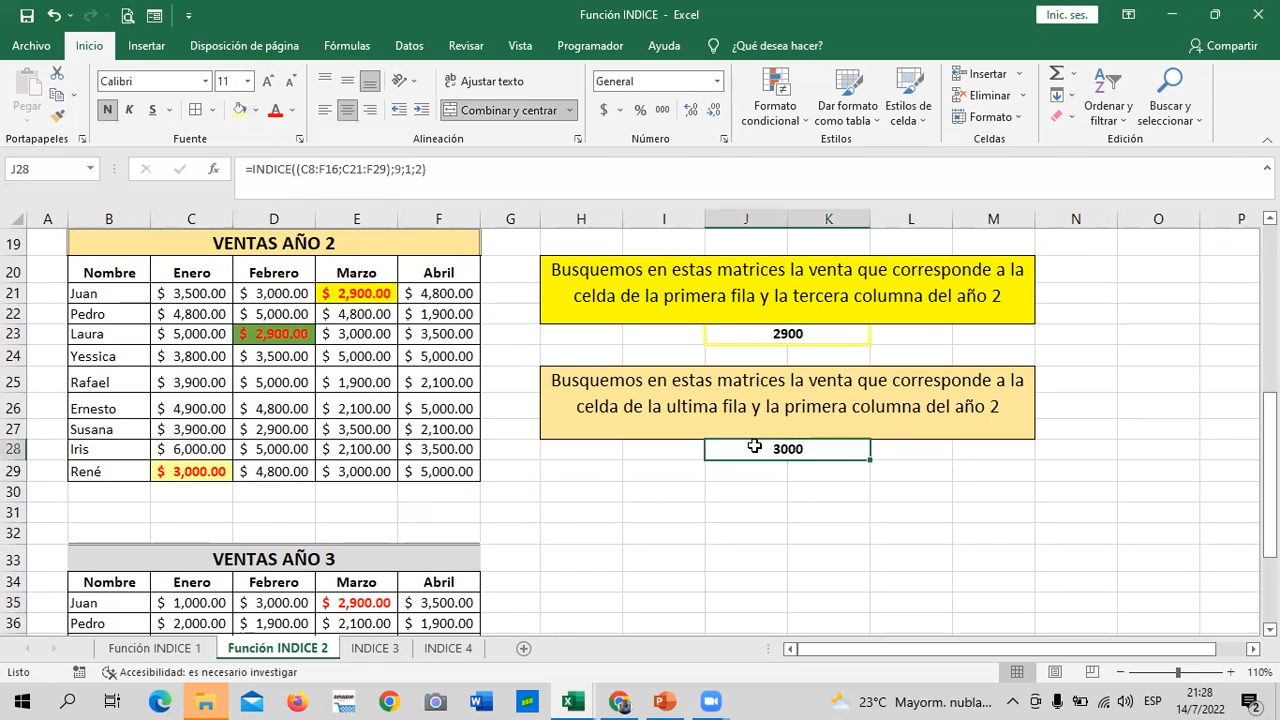 Función INDICE - Excel
Inic. ses.
Archivo Inicio Insertar Disposición de página Fórmulas Datos Revisar Vista Programador Ayuda ¿Qué desea hacer? Compartir
Pegar
Calibri 11
N K S
Ajustar texto
Combinar y centrar
General
$ % 000
Formato condicional
Dar formato como tabla
Estilos de celda
Insertar
Eliminar
Formato
Ordenar y filtrar
Buscar y seleccionar
Portapapeles Fuente Alineación Número Estilos Celdas Edición
J28 fx =INDICE((C8:F16;C21:F29);9;1;2)
A B C D E F G H I J K L M N O P
19 VENTAS AÑO 2
20 Nombre Enero Febrero Marzo Abril
21 Juan $ 3,500.00 $ 3,000.00 $ 2,900.00 $ 4,800.00
22 Pedro $ 4,800.00 $ 5,000.00 $ 4,800.00 $ 1,900.00
23 Laura $ 5,000.00 $ 2,900.00 $ 3,000.00 $ 3,500.00
24 Yessica $ 3,800.00 $ 3,500.00 $ 5,000.00 $ 5,000.00
25 Rafael $ 3,900.00 $ 5,000.00 $ 1,900.00 $ 2,100.00
26 Ernesto $ 4,900.00 $ 4,800.00 $ 2,100.00 $ 5,000.00
27 Susana $ 3,900.00 $ 2,900.00 $ 3,500.00 $ 2,100.00
28 Iris $ 6,000.00 $ 5,000.00 $ 2,100.00 $ 3,500.00
29 René $ 3,000.00 $ 4,800.00 $ 3,000.00 $ 5,000.00
30
31
32
33 VENTAS AÑO 3
34 Nombre Enero Febrero Marzo Abril
35 Juan $ 1,000.00 $ 3,000.00 $ 2,900.00 $ 3,500.00
36 Pedro $ 2,000.00 $ 1,900.00 $ 2,100.00 $ 1,900.00
Busquemos en estas matrices la venta que corresponde a la
celda de la primera fila y la tercera columna del año 2
2900
Busquemos en estas matrices la venta que corresponde a la
celda de la ultima fila y la primera columna del año 2
3000
Función INDICE 1 Función INDICE 2 INDICE 3 INDICE 4
Listo Accesibilidad: es necesario investigar 110%
23°C Mayorm. nubla... ESP 21:28
14/7/2022 2